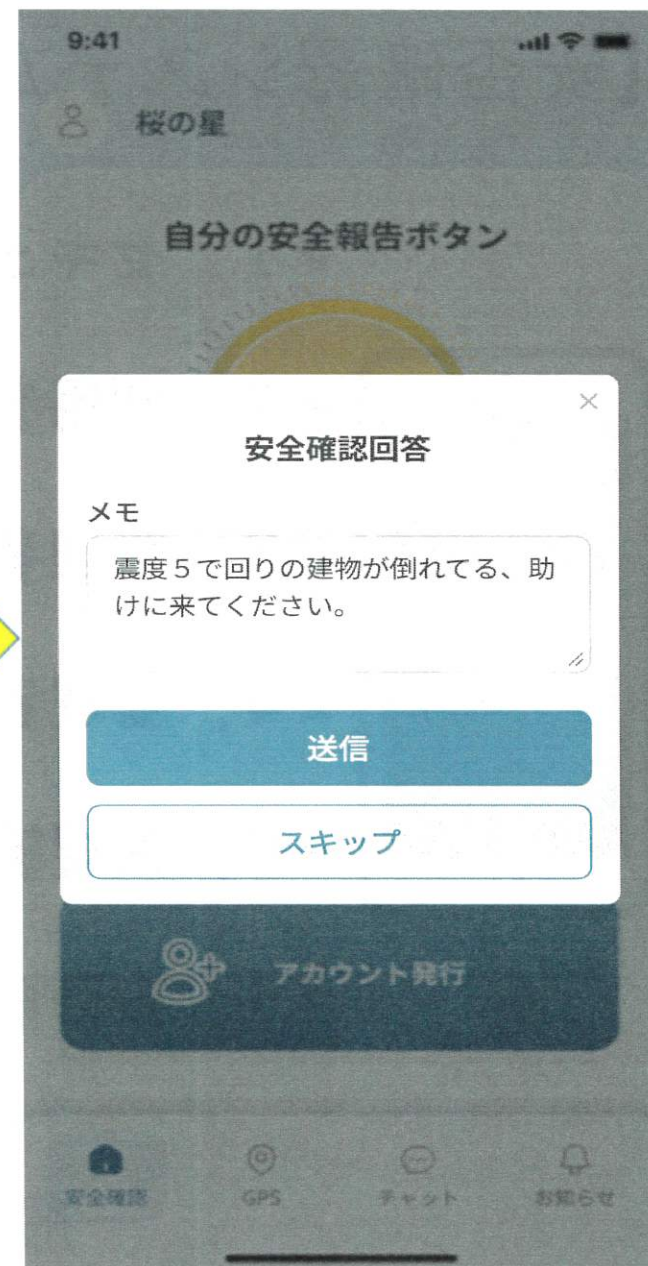 9:41
桜の星
自分の安全報告ボタン
安全確認回答
メモ
震度５で回りの建物が倒れてる、助
けに来てください。
送信
スキップ
アカウント発行
安全確認
GPS
チャット
お知らせ